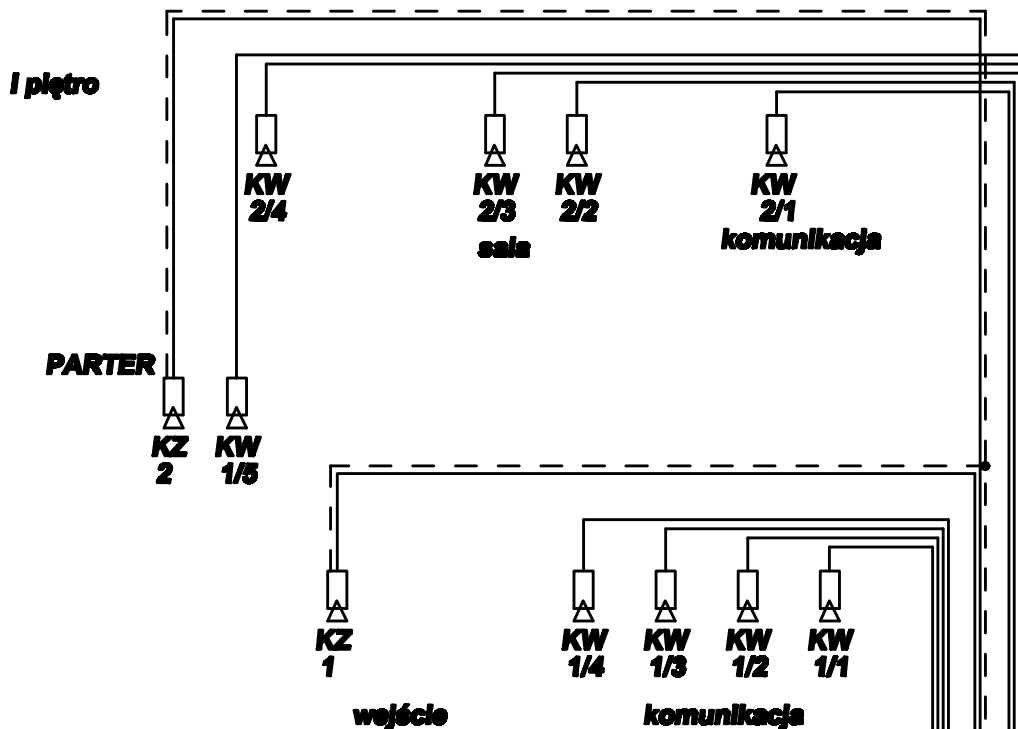 I piętro
KW KW KW KW
2/4 2/3 2/2 2/1
sala komunikacja
PARTER
KZ KW
2 1/5
KZ KW KW KW KW
1 1/4 1/3 1/2 1/1
wejście komunikacja